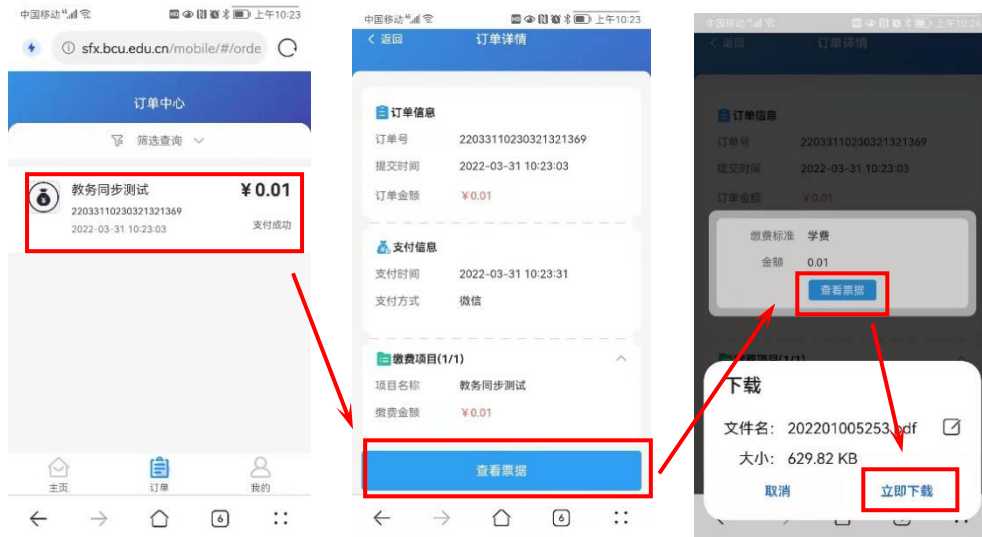 中国移动 上午10:23
sfx.bcu.edu.cn/mobile/#/orde
订单中心
筛选查询
教务同步测试 ¥0.01
22033110230321321369
2022-03-31 10:23:03 支付成功
主页 订单 我的
6
中国移动 上午10:23
返回 订单详情
订单信息
订单号 22033110230321321369
提交时间 2022-03-31 10:23:03
订单金额 ¥0.01
支付信息
支付时间 2022-03-31 10:23:31
支付方式 微信
缴费项目(1/1)
项目名称 教务同步测试
缴费金额 ¥0.01
查看票据
6
中国移动 上午10:24
返回 订单详情
订单信息
订单号 22033110230321321369
提交时间 2022-03-31 10:23:03
订单金额 ¥0.01
缴费标准 学费
金额 0.01
查看票据
缴费项目(1/1)
下载
文件名: 202201005253.pdf
大小: 629.82 KB
取消 立即下载